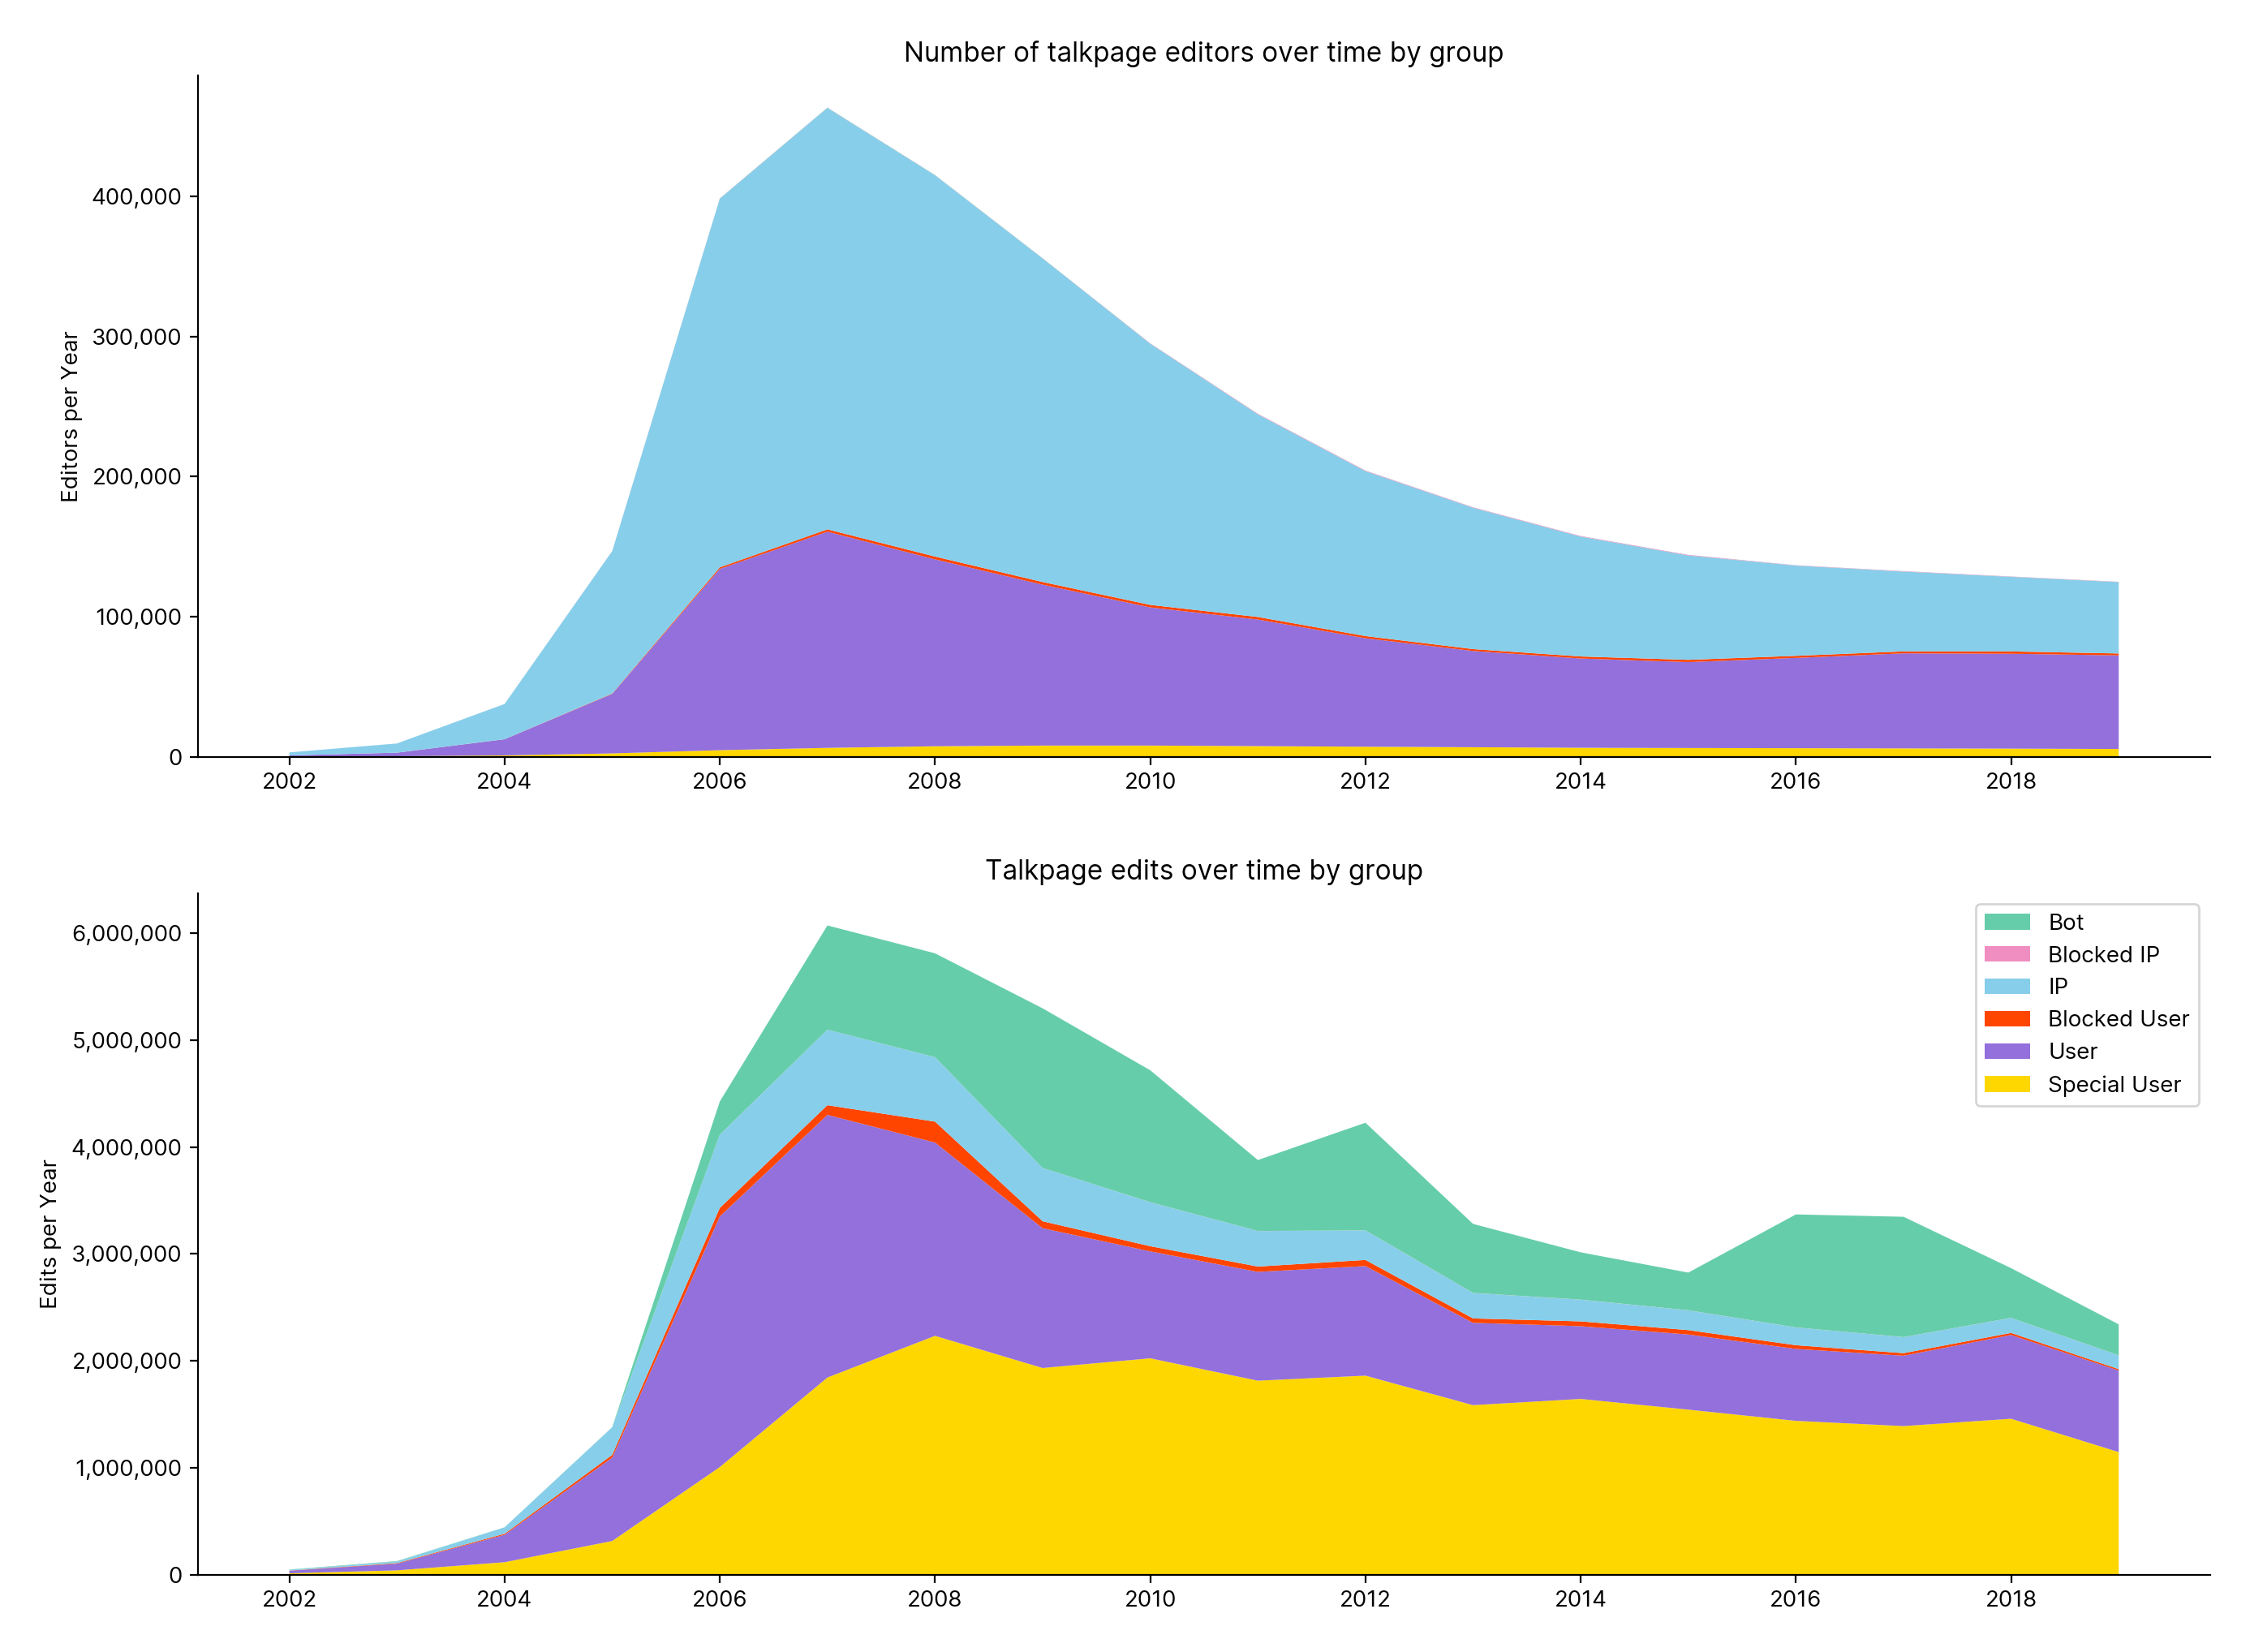 Number of talkpage editors over time by group
Editors per Year
400,000
300,000
200,000
100,000
0
2002 2004 2006 2008 2010 2012 2014 2016 2018
Talkpage edits over time by group
Edits per Year
6,000,000
5,000,000
4,000,000
3,000,000
2,000,000
1,000,000
0
2002 2004 2006 2008 2010 2012 2014 2016 2018
Bot
Blocked IP
IP
Blocked User
User
Special User